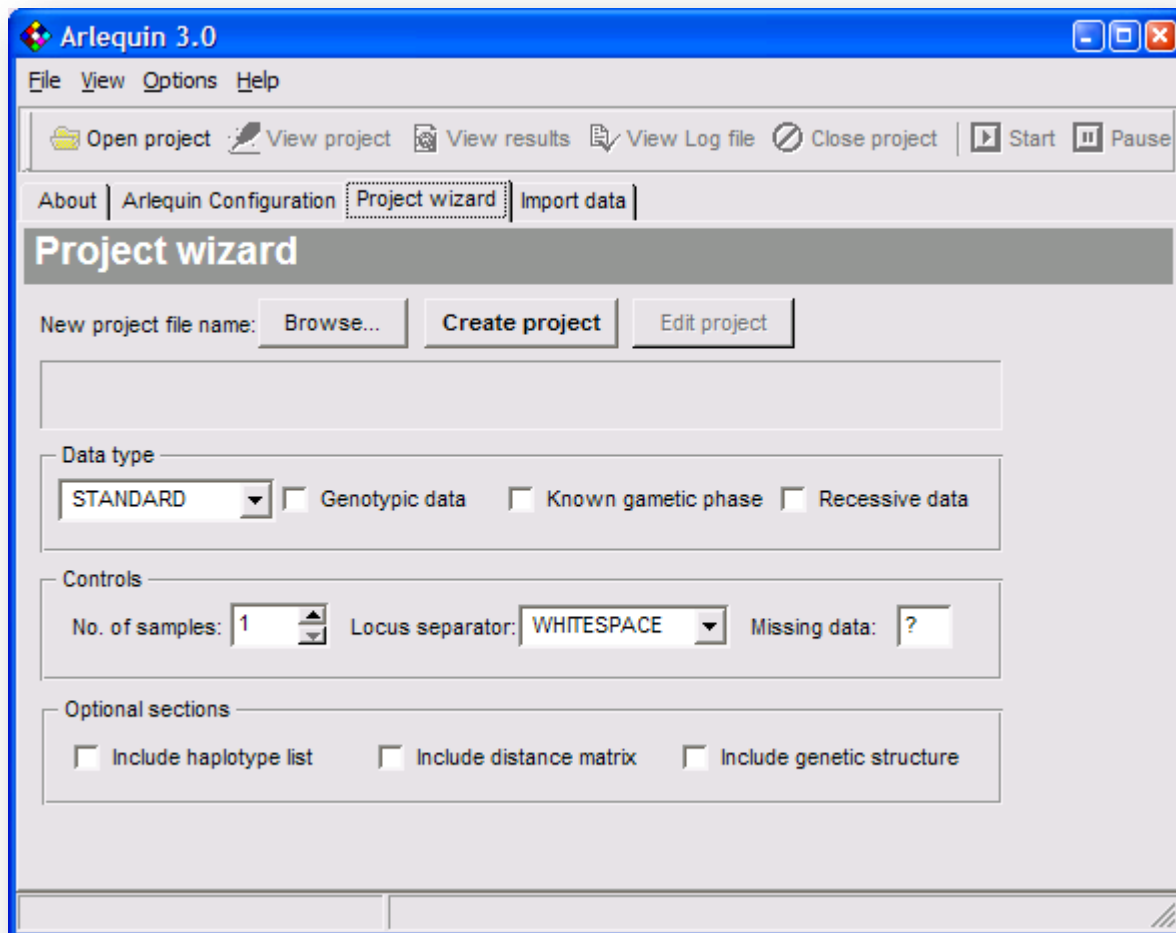 Arlequin 3.0
File View Options Help
Open project View project View results View Log file Close project Start Pause
About Arlequin Configuration Project wizard Import data
Project wizard
New project file name: Browse... Create project Edit project
Data type
STANDARD Genotypic data Known gametic phase Recessive data
Controls
No. of samples: 1 Locus separator: WHITESPACE Missing data: ?
Optional sections
Include haplotype list Include distance matrix Include genetic structure